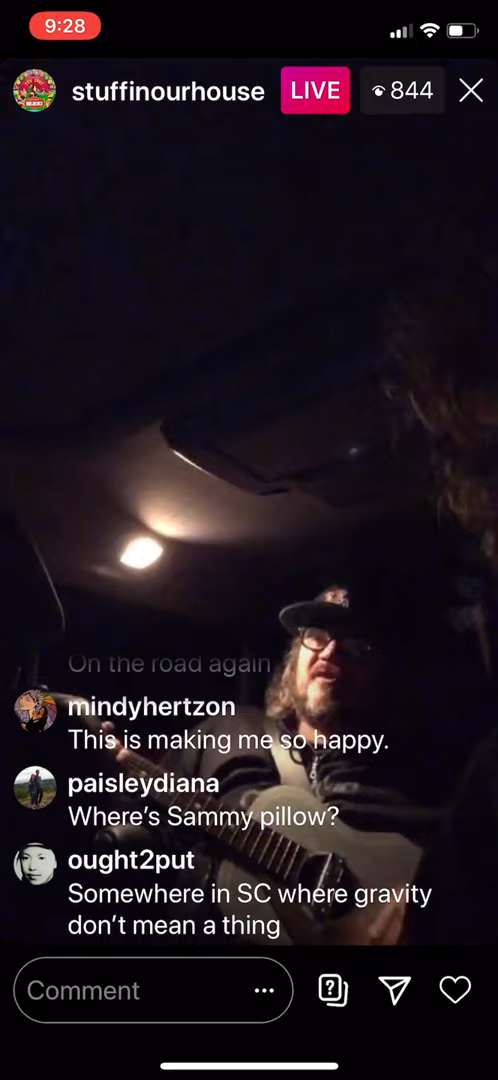 9:28
stuffinourhouse
LIVE
844
On the road again
mindyhertzon
This is making me so happy.
paisleydiana
Where's Sammy pillow?
ought2put
Somewhere in SC where gravity
don't mean a thing
Comment